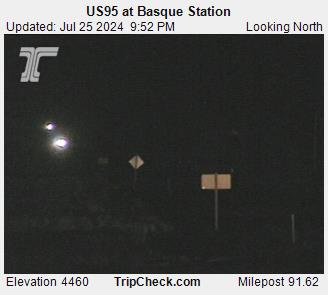 US95 at Basque Station
Updated: Jul 25 2024 9:52 PM Looking North
Elevation 4460 TripCheck.com Milepost 91.62